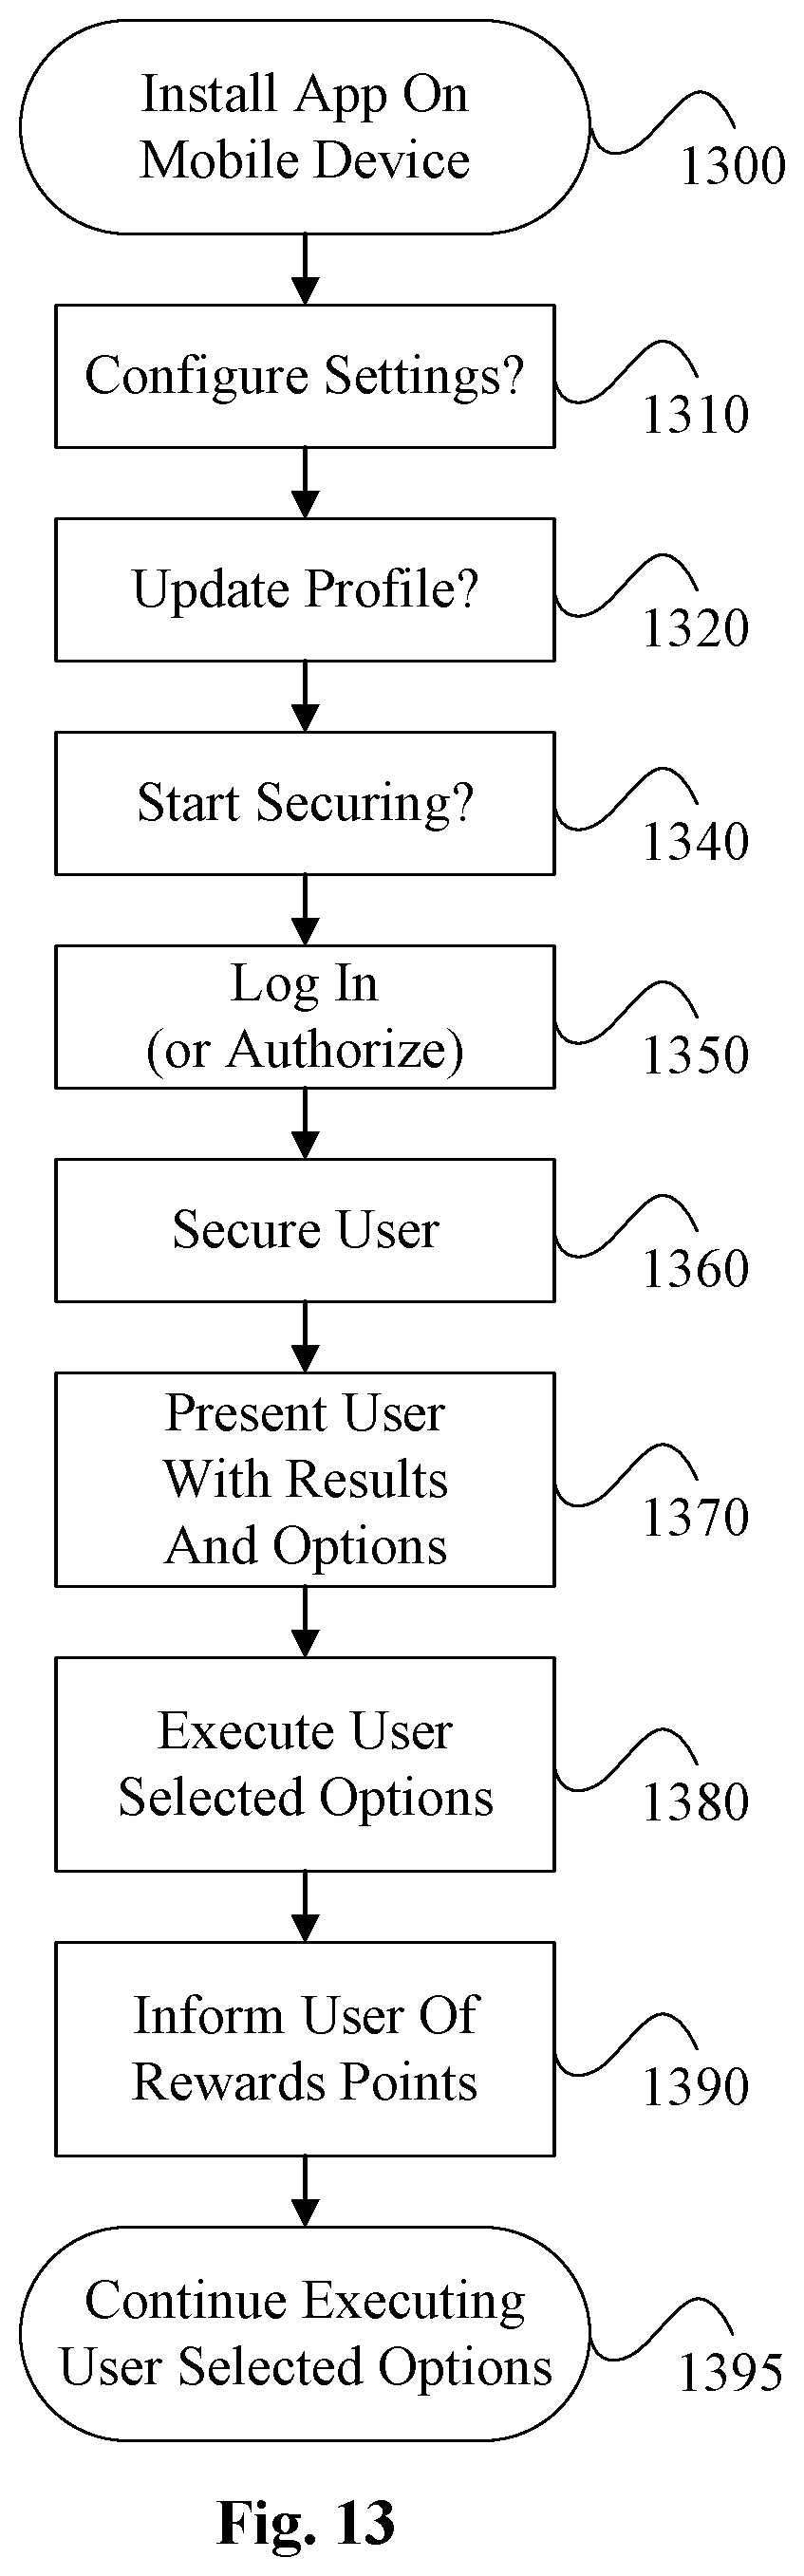 Install App On
Mobile Device
1300
Configure Settings?
1310
Update Profile?
1320
Start Securing?
1340
Log In
(or Authorize)
1350
Secure User
1360
Present User
With Results
And Options
1370
Execute User
Selected Options
1380
Inform User Of
Rewards Points
1390
Continue Executing
User Selected Options
1395
Fig. 13